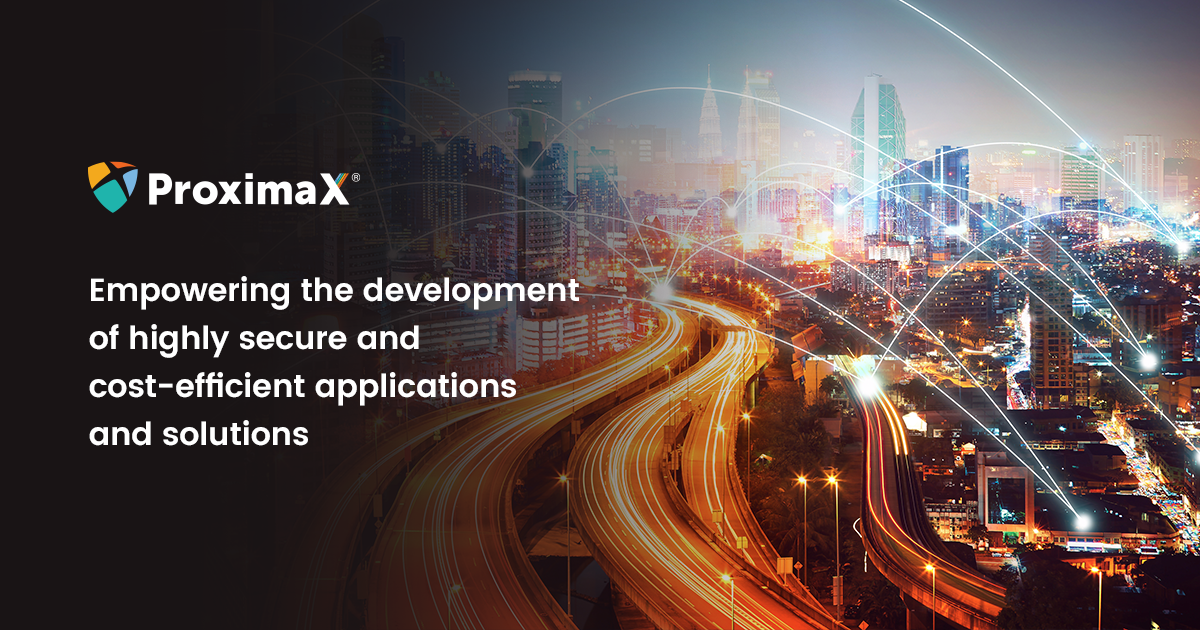 ProximaX®
Empowering the development
of highly secure and
cost-efficient applications
and solutions